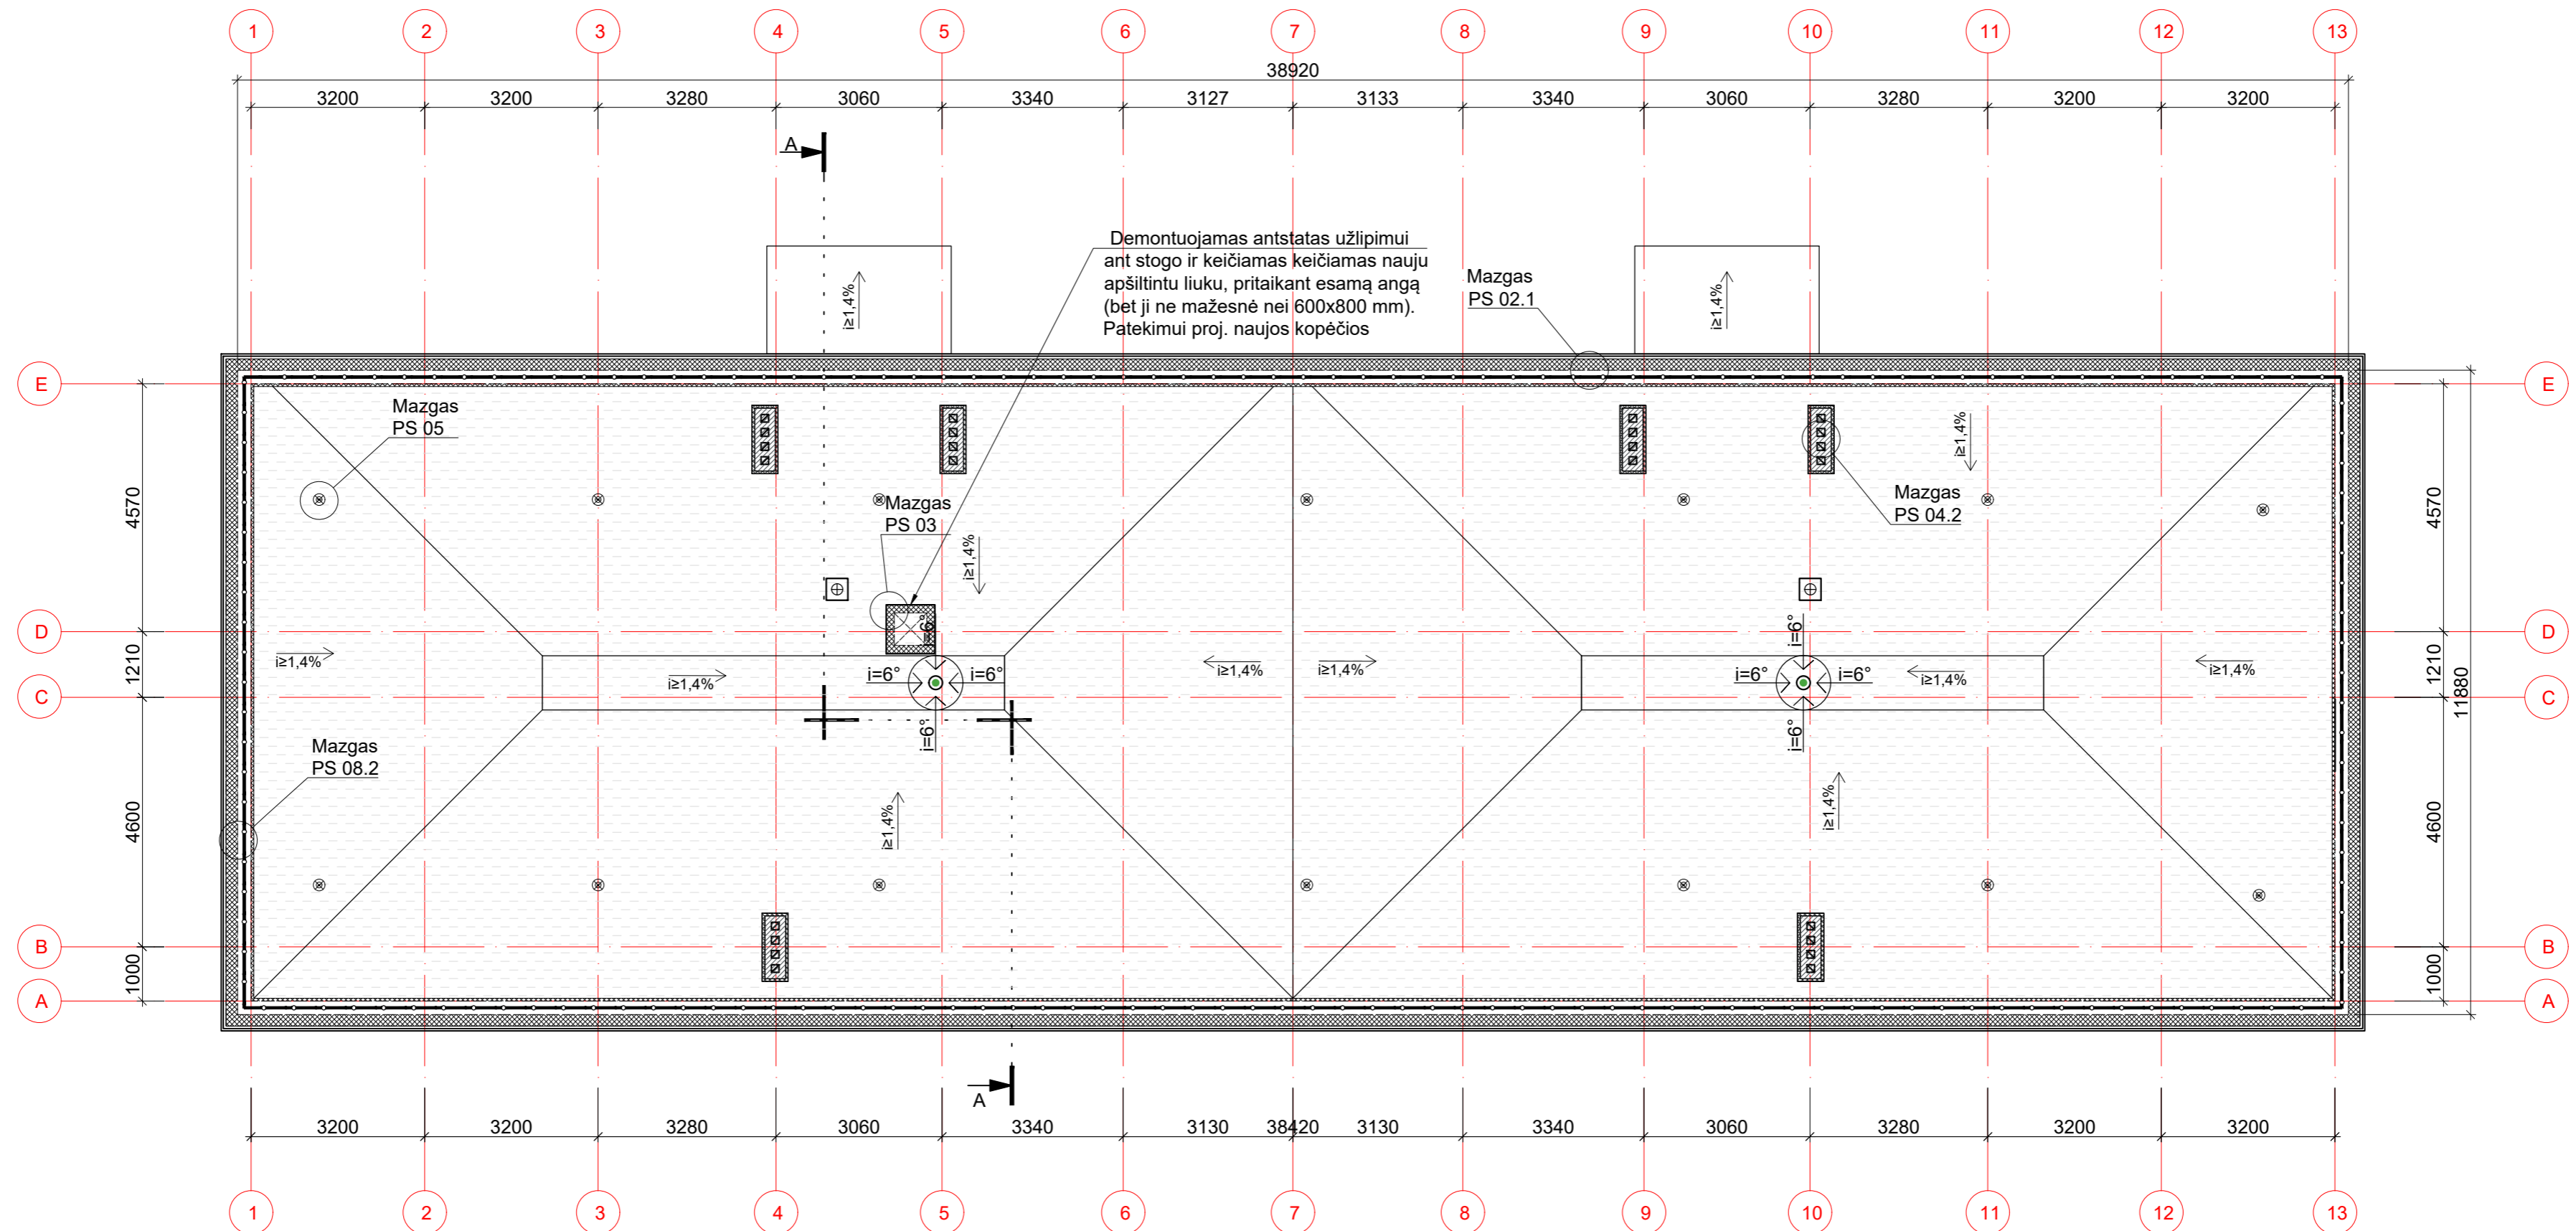 1 2 3 4 5 6 7 8 9 10 11 12 13
38920
3200 3200 3280 3060 3340 3127 3133 3340 3060 3280 3200 3200
A
Demontuojamas antstatas užlipimui
ant stogo ir keičiamas keičiamas nauju
apšiltintu liuku, pritaikant esamą angą
(bet ji ne mažesnė nei 600x800 mm).
Patekimui proj. naujos kopėčios
Mazgas
PS 02.1
i≥1,4%
i≥1,4%
E
E
Mazgas
PS 05
i≥1,4%
Mazgas
PS 03
Mazgas
PS 04.2
4570
4570
i≥1,4%
D
D
i=6°
i=6°
1210
1210
i≥1,4%
i≥1,4%
i=6°
i=6°
i≥1,4%
i≥1,4%
i=6°
i=6°
i≥1,4%
i≥1,4%
C
C
11880
i=6°
i=6°
Mazgas
PS 08.2
4600
4600
i≥1,4%
i≥1,4%
B
B
1000
1000
A
A
A
3200 3200 3280 3060 3340 3130 38420 3130 3340 3060 3280 3200 3200
1 2 3 4 5 6 7 8 9 10 11 12 13